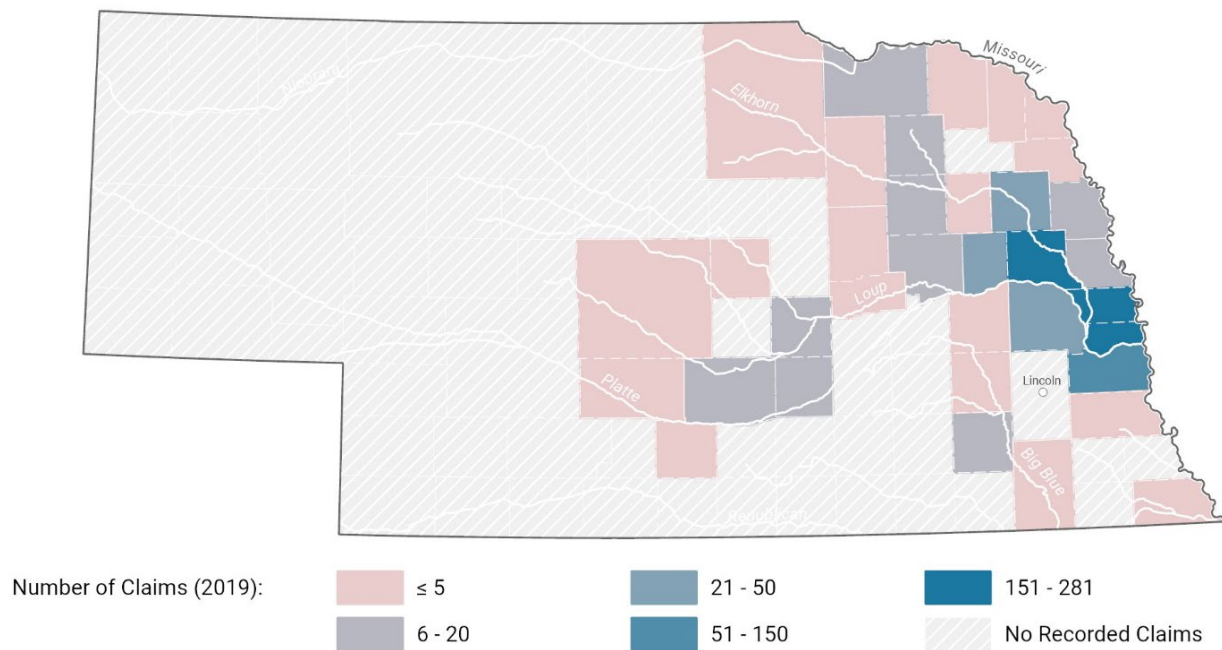 Missouri
Niobrara
Elkhorn
Loup
Platte
Lincoln
Big Blue
Republican
Number of Claims (2019):
≤ 5
21 - 50
151 - 281
6 - 20
51 - 150
No Recorded Claims